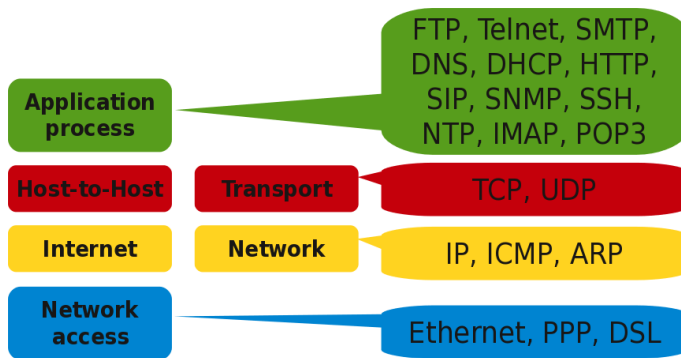 FTP, Telnet, SMTP,
DNS, DHCP, HTTP,
SIP, SNMP, SSH,
NTP, IMAP, POP3
Application
process
Host-to-Host
Transport
TCP, UDP
Internet
Network
IP, ICMP, ARP
Network
access
Ethernet, PPP, DSL